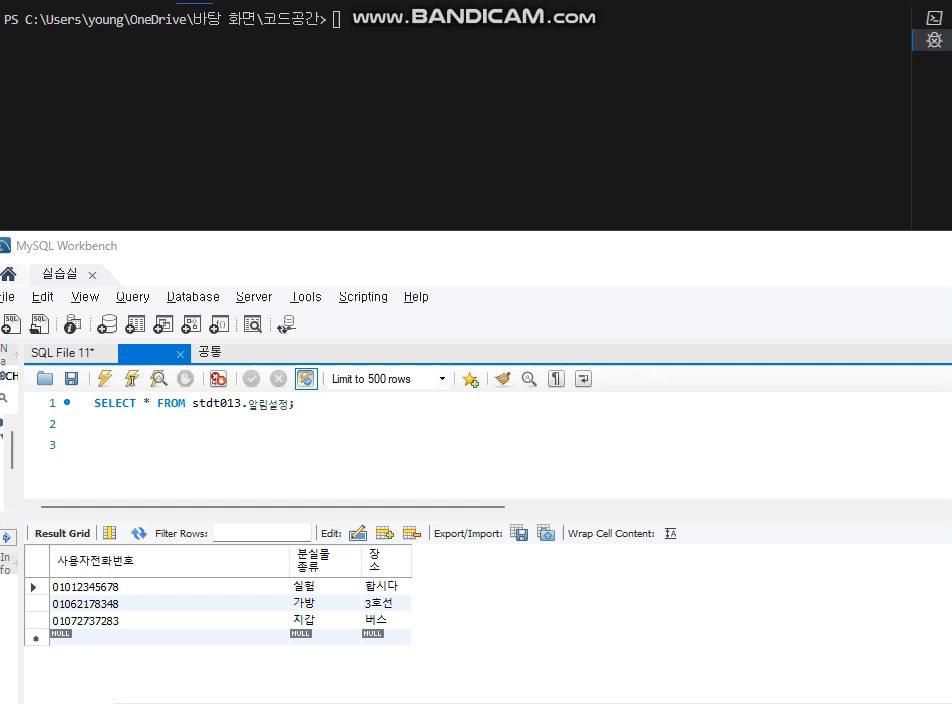 PS C:\Users\young\OneDrive\바탕 화면\코드공간>
www.BANDICAM.com
MySQL Workbench
실습실
ile Edit View Query Database Server Tools Scripting Help
SQL File 11*
공통
Limit to 500 rows
1 SELECT * FROM stdt013.알림설정;
2
3
Result Grid Filter Rows: Edit: Export/Import: Wrap Cell Content:
사용자전화번호 분실물종류 장소
01012345678 실험 합시다
01062178348 가방 3호선
01072737283 지갑 버스
NULL NULL NULL